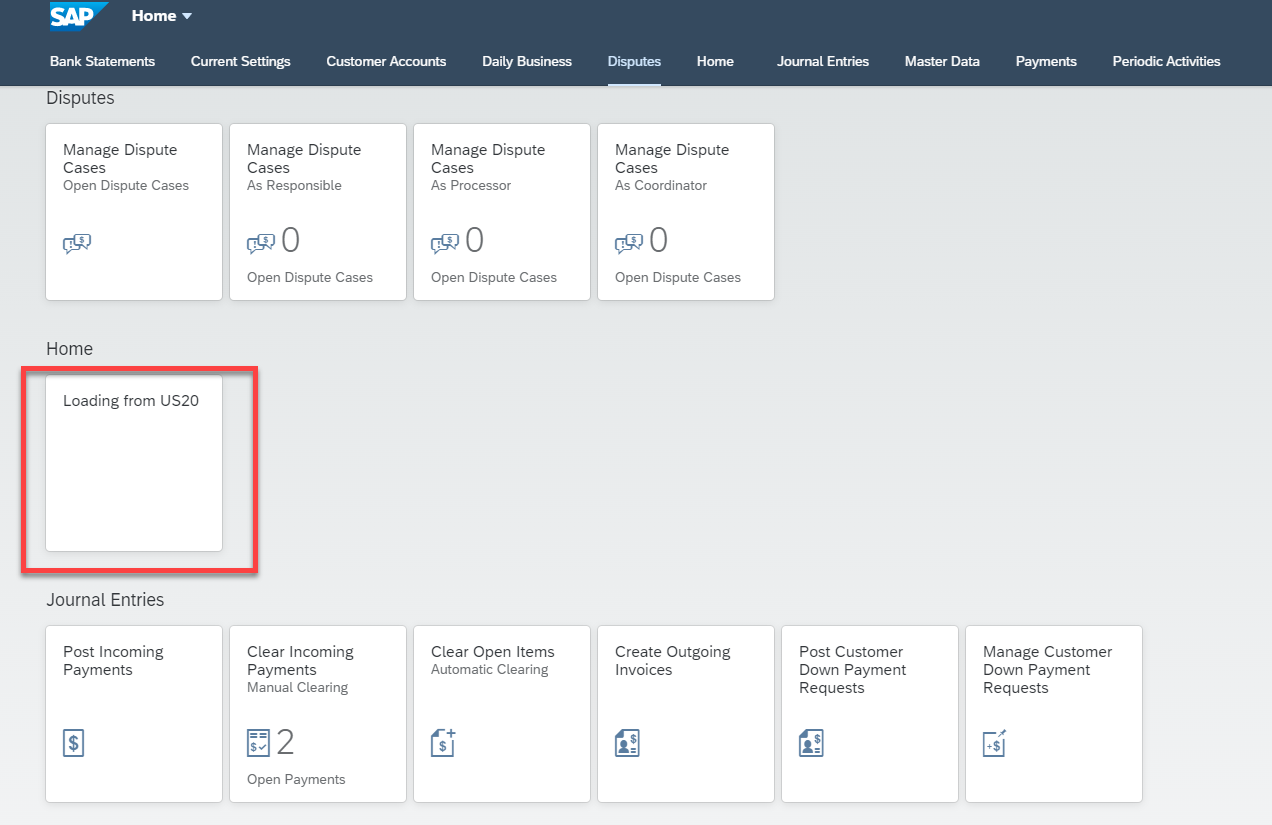 SAP Home
Bank Statements Current Settings Customer Accounts Daily Business Disputes Home Journal Entries Master Data Payments Periodic Activities
Disputes
Manage Dispute
Cases
Open Dispute Cases
Manage Dispute
Cases
As Responsible
0
Open Dispute Cases
Manage Dispute
Cases
As Processor
0
Open Dispute Cases
Manage Dispute
Cases
As Coordinator
0
Open Dispute Cases
Home
Loading from US20
Journal Entries
Post Incoming
Payments
Clear Incoming
Payments
Manual Clearing
2
Open Payments
Clear Open Items
Automatic Clearing
Create Outgoing
Invoices
Post Customer
Down Payment
Requests
Manage Customer
Down Payment
Requests